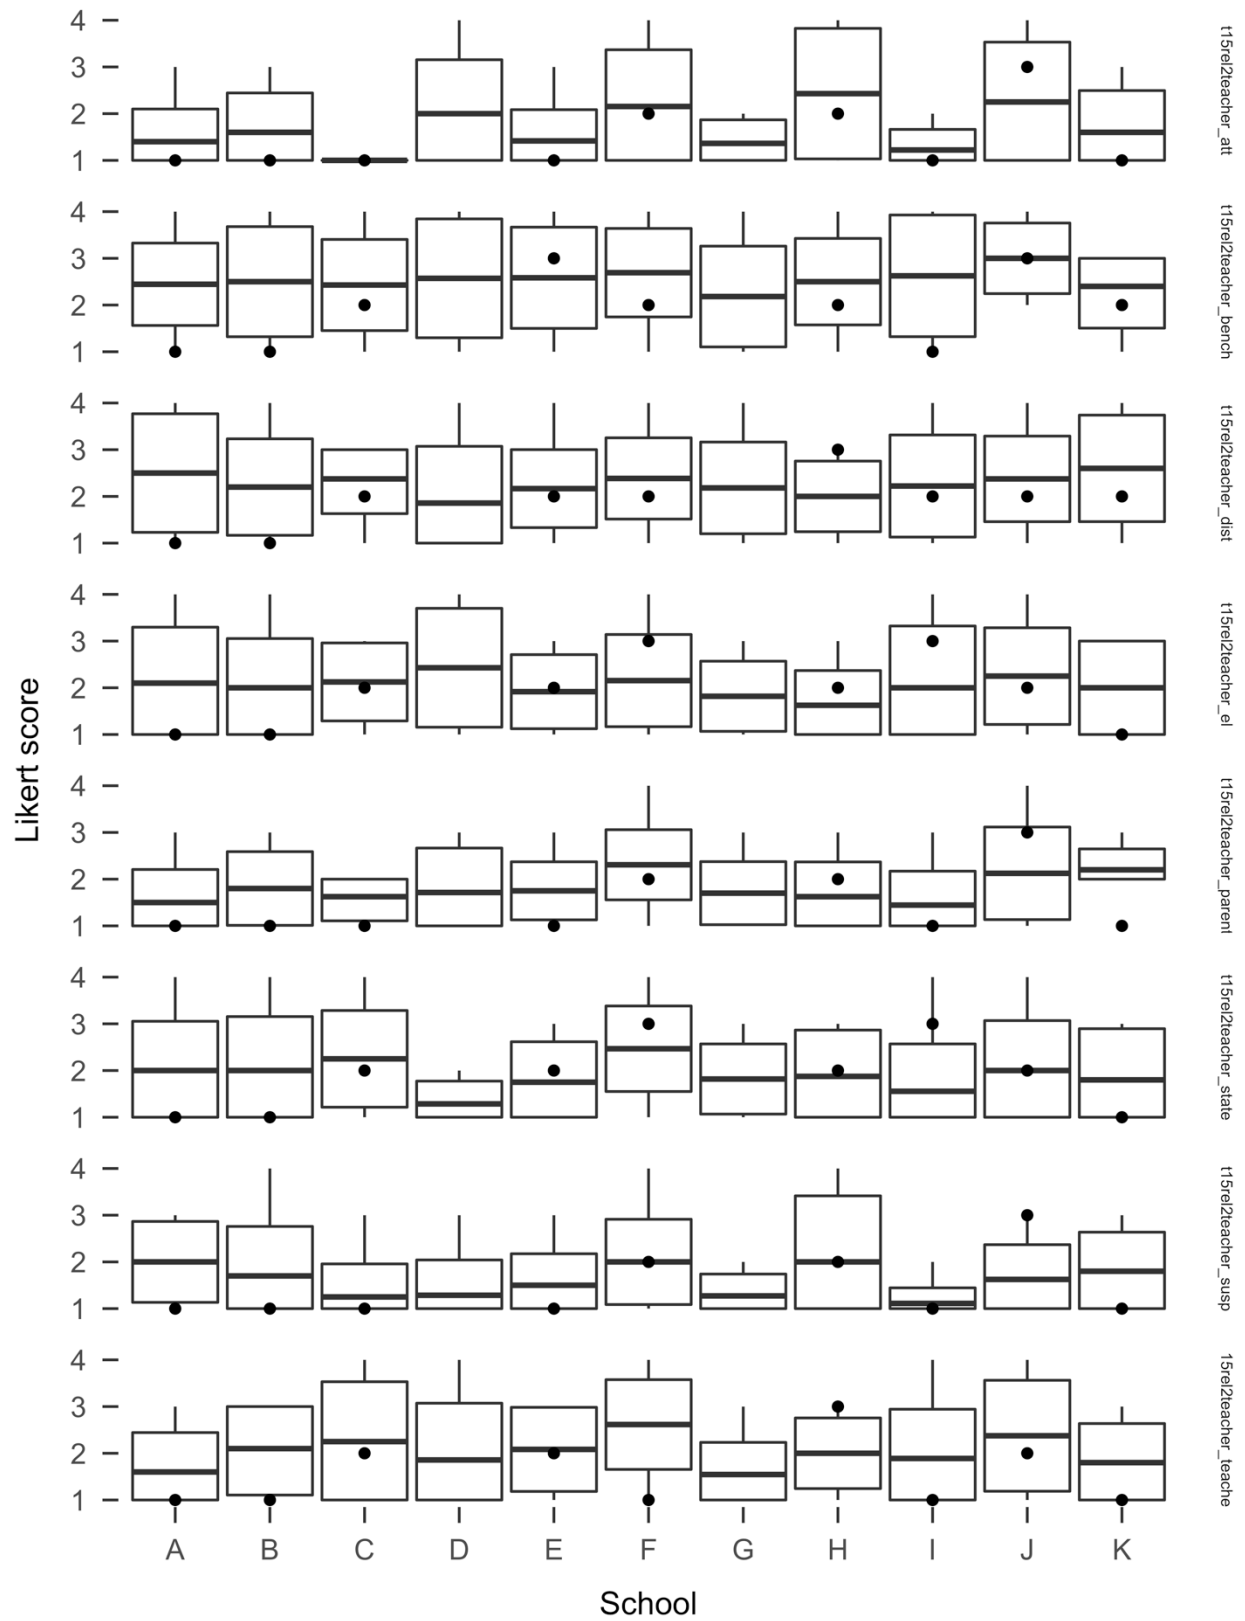 4
3
2
1
t15rel2teacher_att
4
3
2
1
t15rel2teacher_bench
4
3
2
1
t15rel2teacher_dist
4
3
2
1
t15rel2teacher_el
Likert score
4
3
2
1
t15rel2teacher_parent
4
3
2
1
t15rel2teacher_state
4
3
2
1
t15rel2teacher_susp
4
3
2
1
15rel2teacher_teache
A B C D E F G H I J K
School